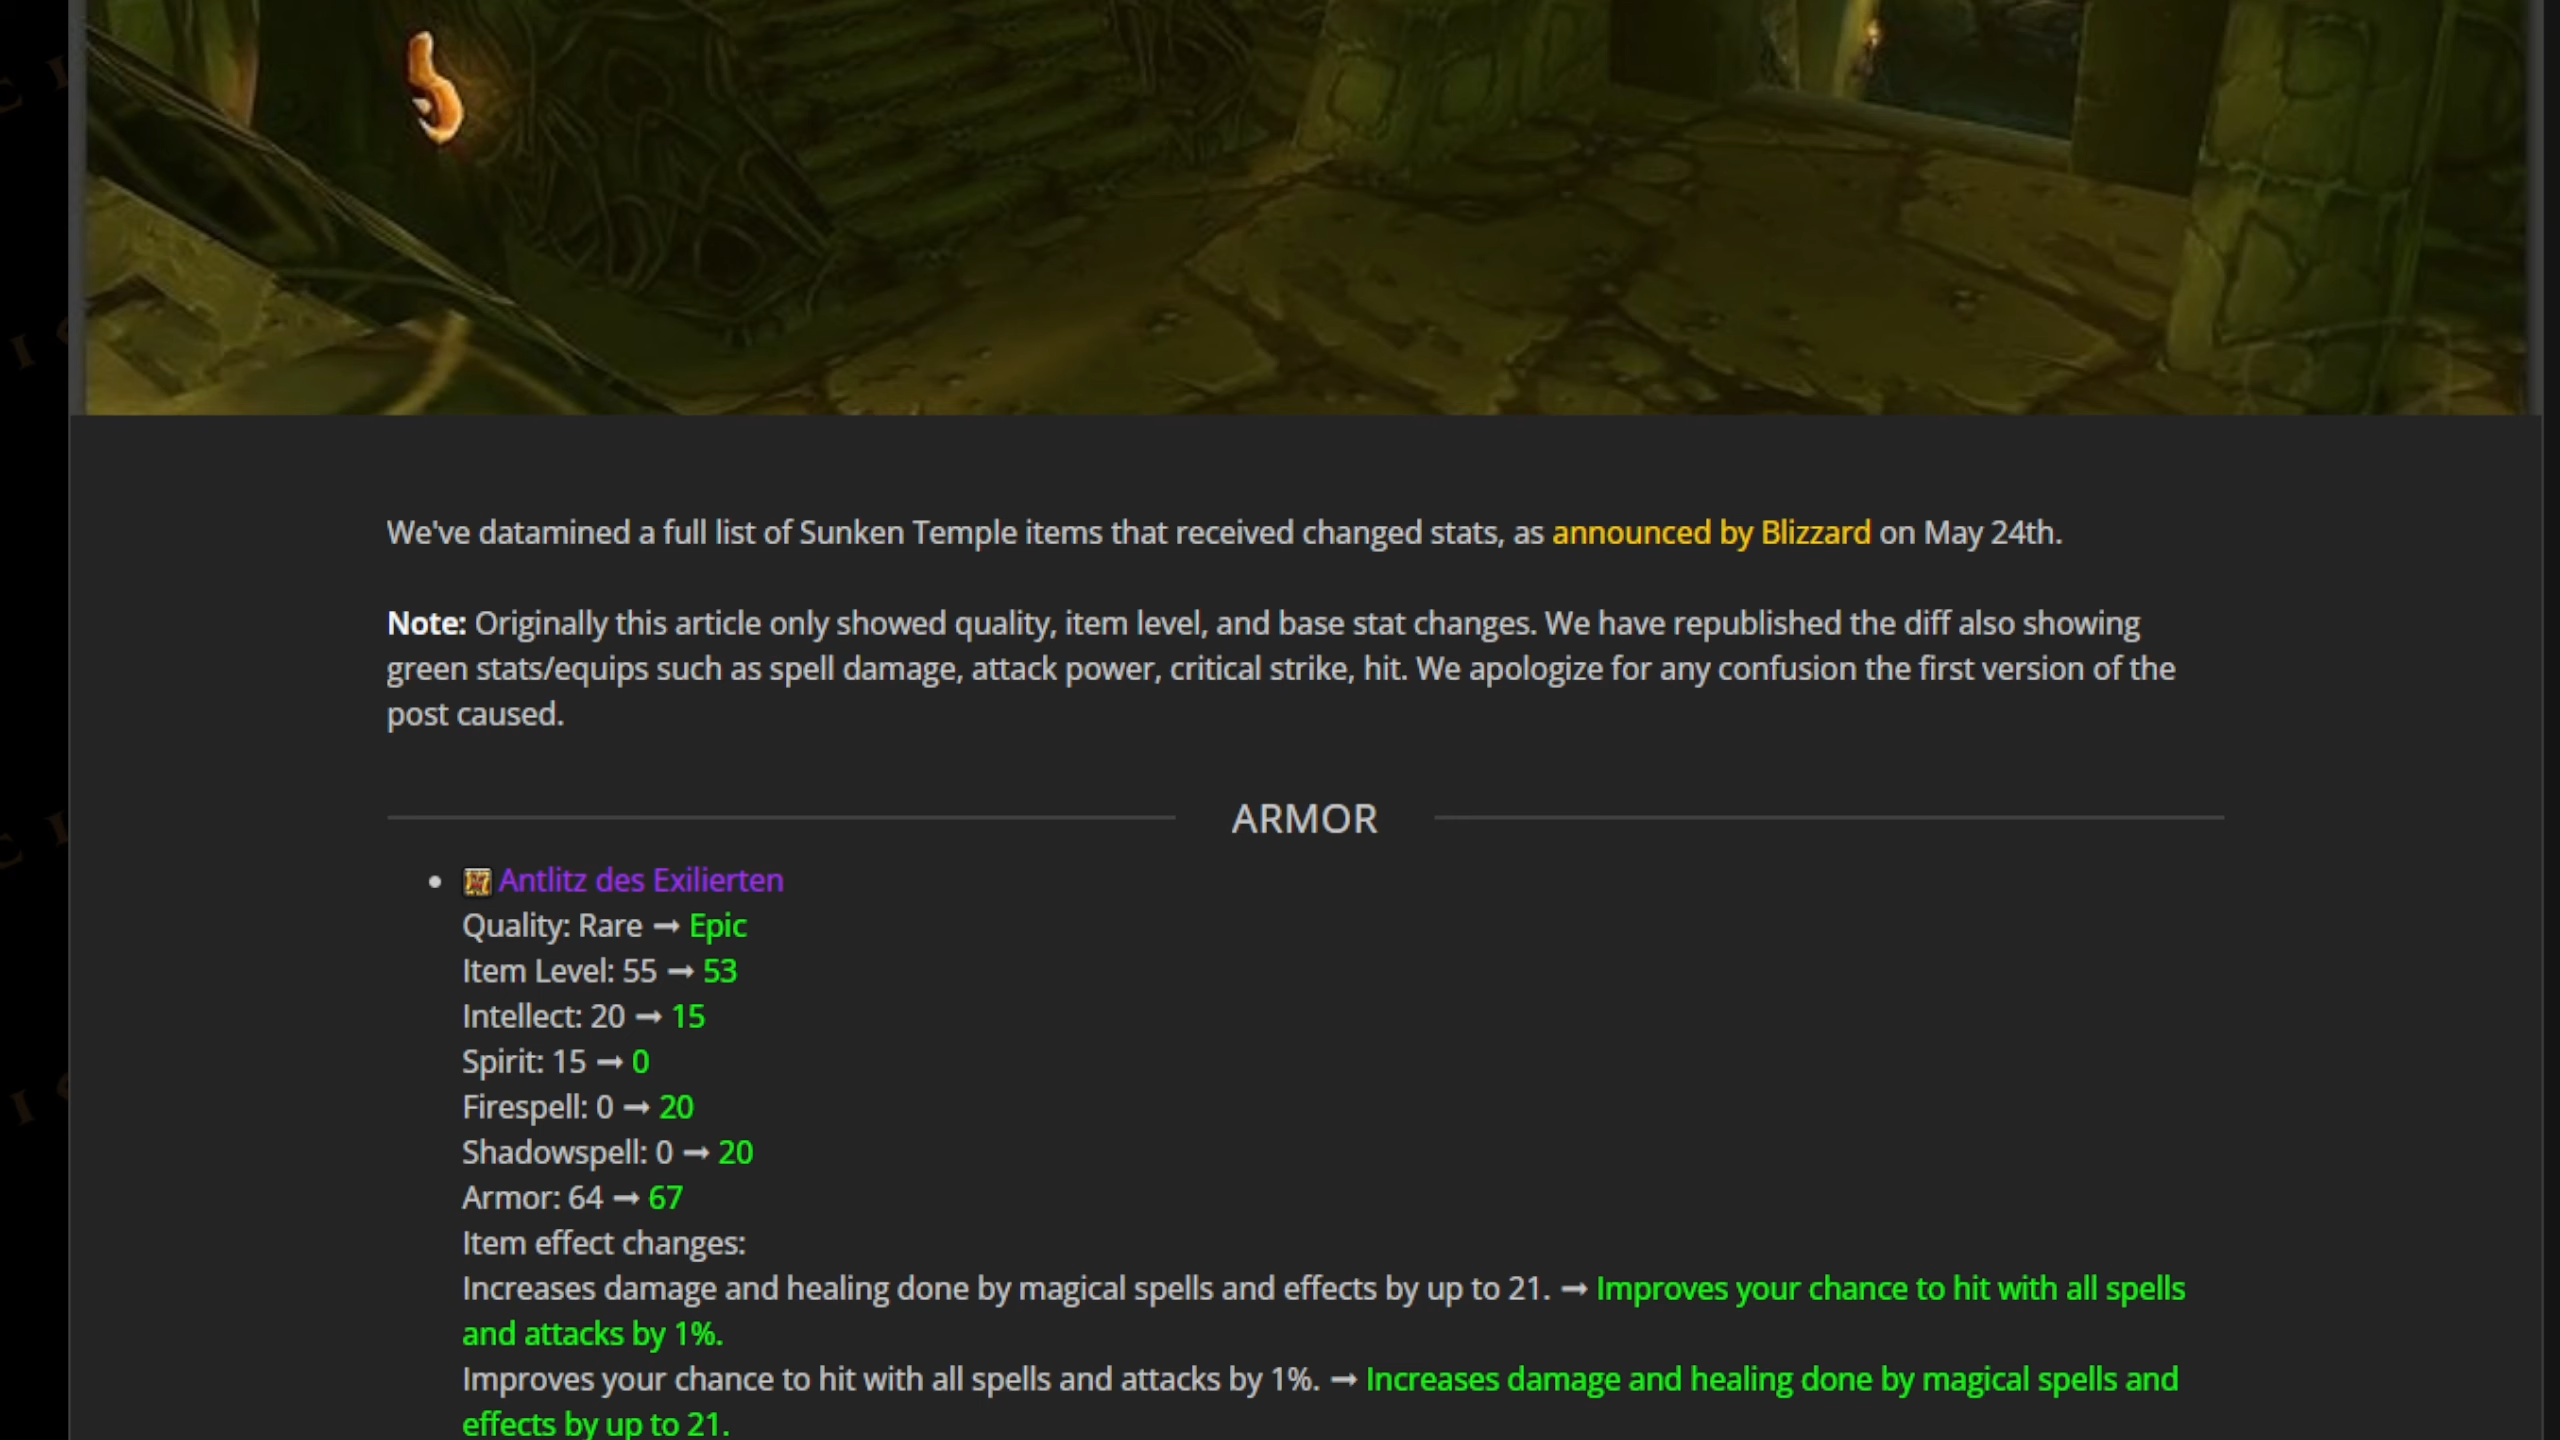 We've datamined a full list of Sunken Temple items that received changed stats, as announced by Blizzard on May 24th.
Note: Originally this article only showed quality, item level, and base stat changes. We have republished the diff also showing
green stats/equips such as spell damage, attack power, critical strike, hit. We apologize for any confusion the first version of the
post caused.
ARMOR
• Antlitz des Exilierten
Quality: Rare → Epic
Item Level: 55 → 53
Intellect: 20 → 15
Spirit: 15 → 0
Firespell: 0 → 20
Shadowspell: 0 → 20
Armor: 64 → 67
Item effect changes:
Increases damage and healing done by magical spells and effects by up to 21. → Improves your chance to hit with all spells
and attacks by 1%.
Improves your chance to hit with all spells and attacks by 1%. → Increases damage and healing done by magical spells and
effects by up to 21.